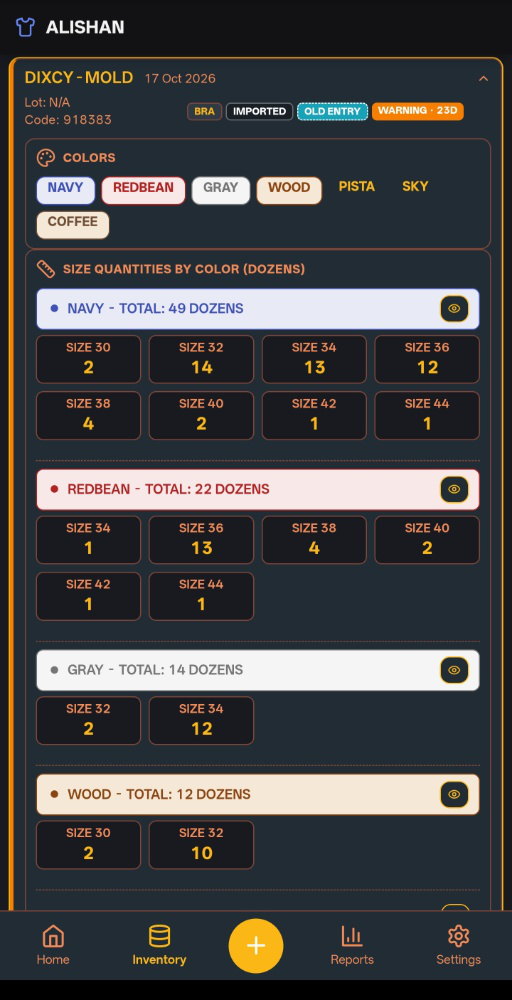 ALISHAN
DIXCY-MOLD 17 Oct 2026
Lot: N/A
Code: 918383
BRA IMPORTED OLD ENTRY WARNING · 23D
COLORS
NAVY REDBEAN GRAY WOOD PISTA SKY
COFFEE
SIZE QUANTITIES BY COLOR (DOZENS)
NAVY - TOTAL: 49 DOZENS
SIZE 30 SIZE 32 SIZE 34 SIZE 36
2 14 13 12
SIZE 38 SIZE 40 SIZE 42 SIZE 44
4 2 1 1
REDBEAN - TOTAL: 22 DOZENS
SIZE 34 SIZE 36 SIZE 38 SIZE 40
1 13 4 2
SIZE 42 SIZE 44
1 1
GRAY - TOTAL: 14 DOZENS
SIZE 32 SIZE 34
2 12
WOOD - TOTAL: 12 DOZENS
SIZE 30 SIZE 32
2 10
Home Inventory Reports Settings